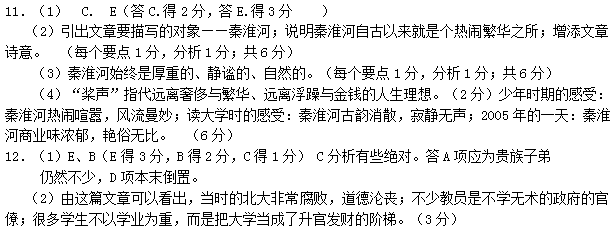 11.（1） C. E（答C.得2分，答E.得3分 ）
（2）引出文章要描写的对象——秦淮河；说明秦淮河自古以来就是个热闹繁华之所；增添文章
诗意。 （每个要点1分，分析1分；共6分）
（3）秦淮河始终是厚重的、静谧的、自然的。（每个要点1分，分析1分；共6分）
（4）“桨声”指代远离奢侈与繁华、远离浮躁与金钱的人生理想。（2分）少年时期的感受：
秦淮河热闹喧嚣，风流曼妙；读大学时的感受：秦淮河古韵消散，寂静无声；2005年的一天：秦淮
河商业味浓郁，艳俗无比。 （6分）
12.（1）E、B（E得3分，B得2分，C得1分） C分析有些绝对。答A项应为贵族子弟
仍然不少，D项本末倒置。
（2）由这篇文章可以看出，当时的北大非常腐败，道德沦丧；不少教员是不学无术的政府的官
僚；很多学生不以学业为重，而是把大学当成了升官发财的阶梯。（3分）